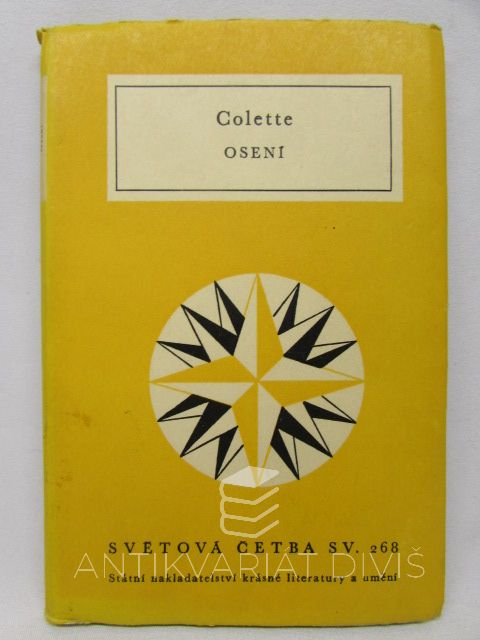 Colette
OSENÍ
SVĚTOVÁ ČETBA SV. 268
ANTIKVARIÁT DIVIŠ
Státní nakladatelství krásné literatury a umění